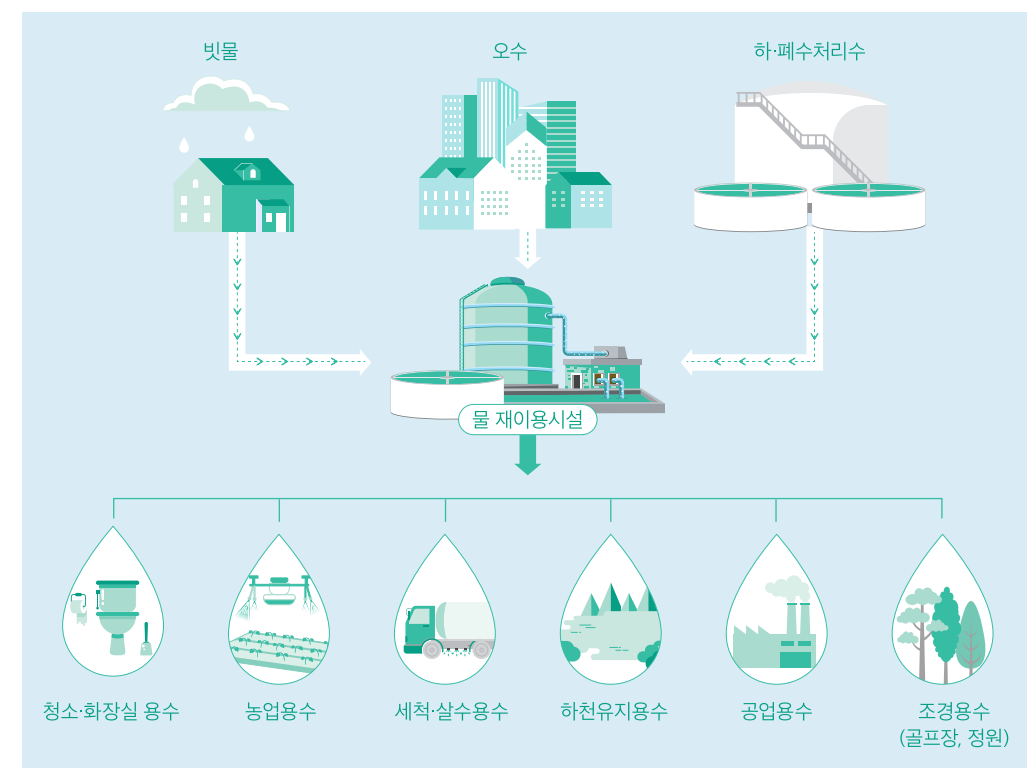 빗물
오수
하·폐수처리수
물 재이용시설
청소·화장실 용수
농업용수
세척·살수용수
하천유지용수
공업용수
조경용수
(골프장, 정원)